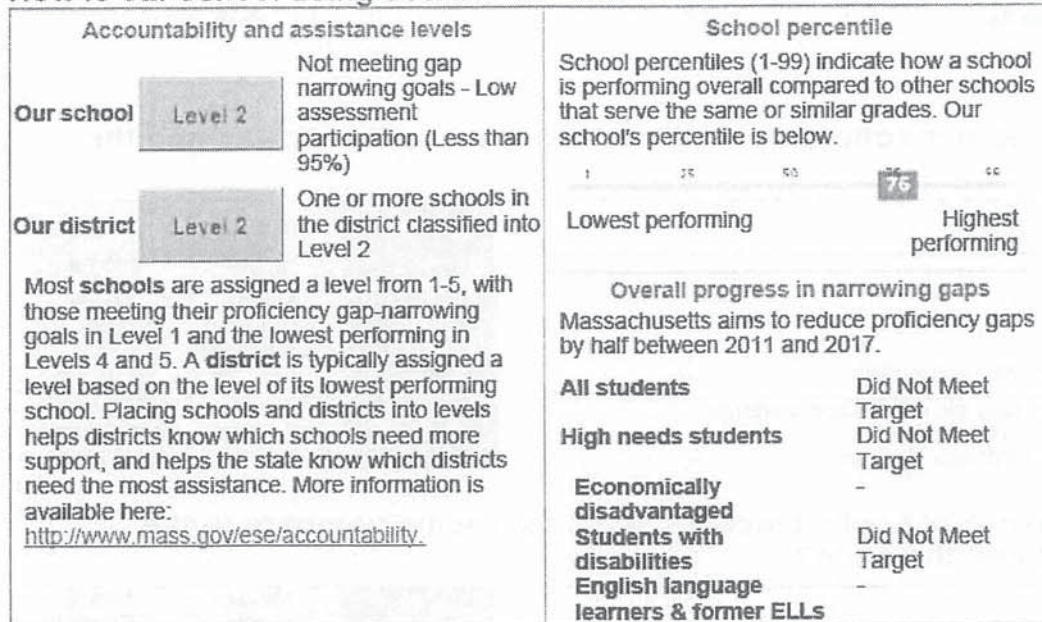 Accountability and assistance levels
Our school
Level 2
Not meeting gap
narrowing goals - Low
assessment
participation (Less than
95%)
Our district
Level 2
One or more schools in
the district classified into
Level 2
Most schools are assigned a level from 1-5, with
those meeting their proficiency gap-narrowing
goals in Level 1 and the lowest performing in
Levels 4 and 5. A district is typically assigned a
level based on the level of its lowest performing
school. Placing schools and districts into levels
helps districts know which schools need more
support, and helps the state know which districts
need the most assistance. More information is
available here:
http://www.mass.gov/ese/accountability.
School percentile
School percentiles (1-99) indicate how a school
is performing overall compared to other schools
that serve the same or similar grades. Our
school's percentile is below.
1 25 50 99
76
Lowest performing
Highest
performing
Overall progress in narrowing gaps
Massachusetts aims to reduce proficiency gaps
by half between 2011 and 2017.
All students Did Not Meet
Target
High needs students Did Not Meet
Target
Economically -
disadvantaged
Students with Did Not Meet
disabilities Target
English language -
learners & former ELLs